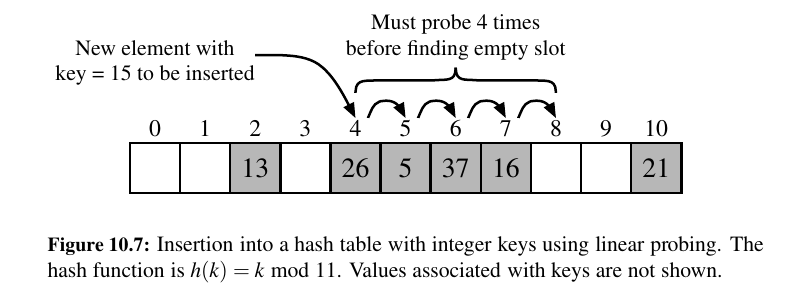 Must probe 4 times
New element with
before finding empty slot
key = 15 to be inserted
0 1 2 3 4 5 6 7 8 9 10
13 26 5 37 16 21
Figure 10.7: Insertion into a hash table with integer keys using linear probing. The
hash function is h(k) = k mod 11. Values associated with keys are not shown.